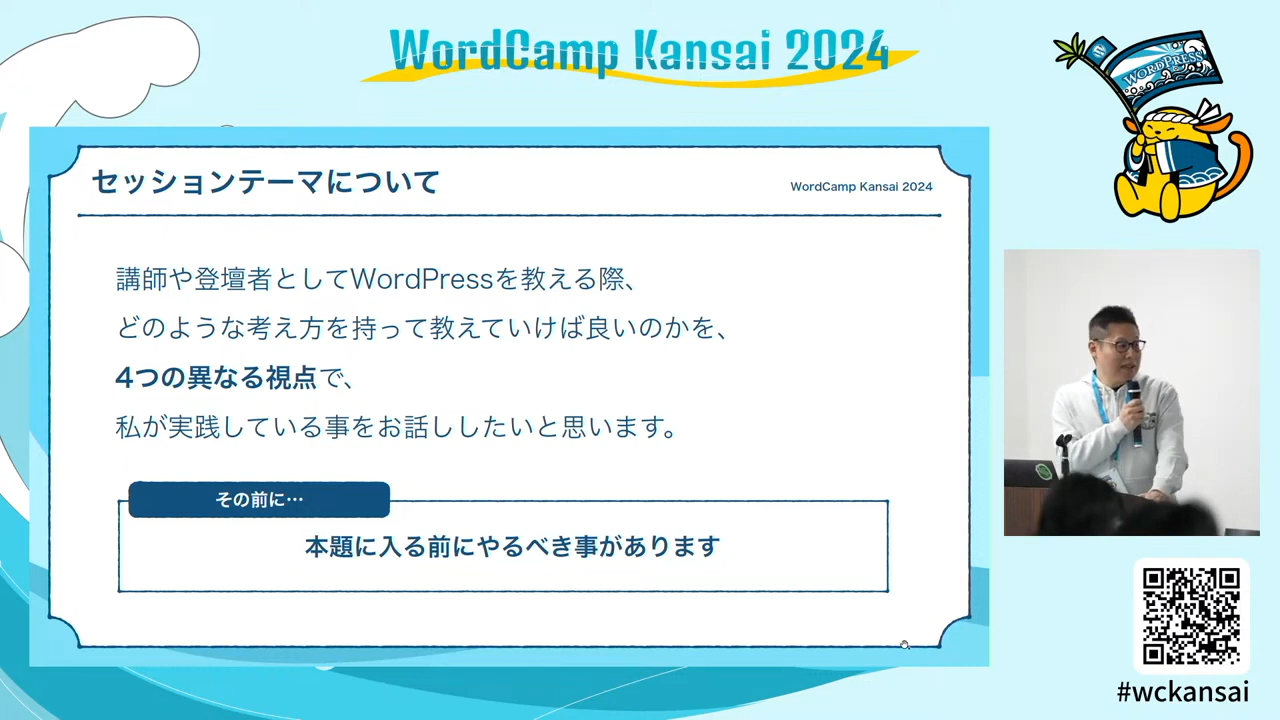 WordCamp Kansai 2024
WORDPRESS
セッションテーマについて
WordCamp Kansai 2024
講師や登壇者としてWordPressを教える際、
どのような考え方を持って教えていけば良いのかを、
4つの異なる視点で、
私が実践している事をお話ししたいと思います。
その前に…
本題に入る前にやるべき事があります
#wckansai